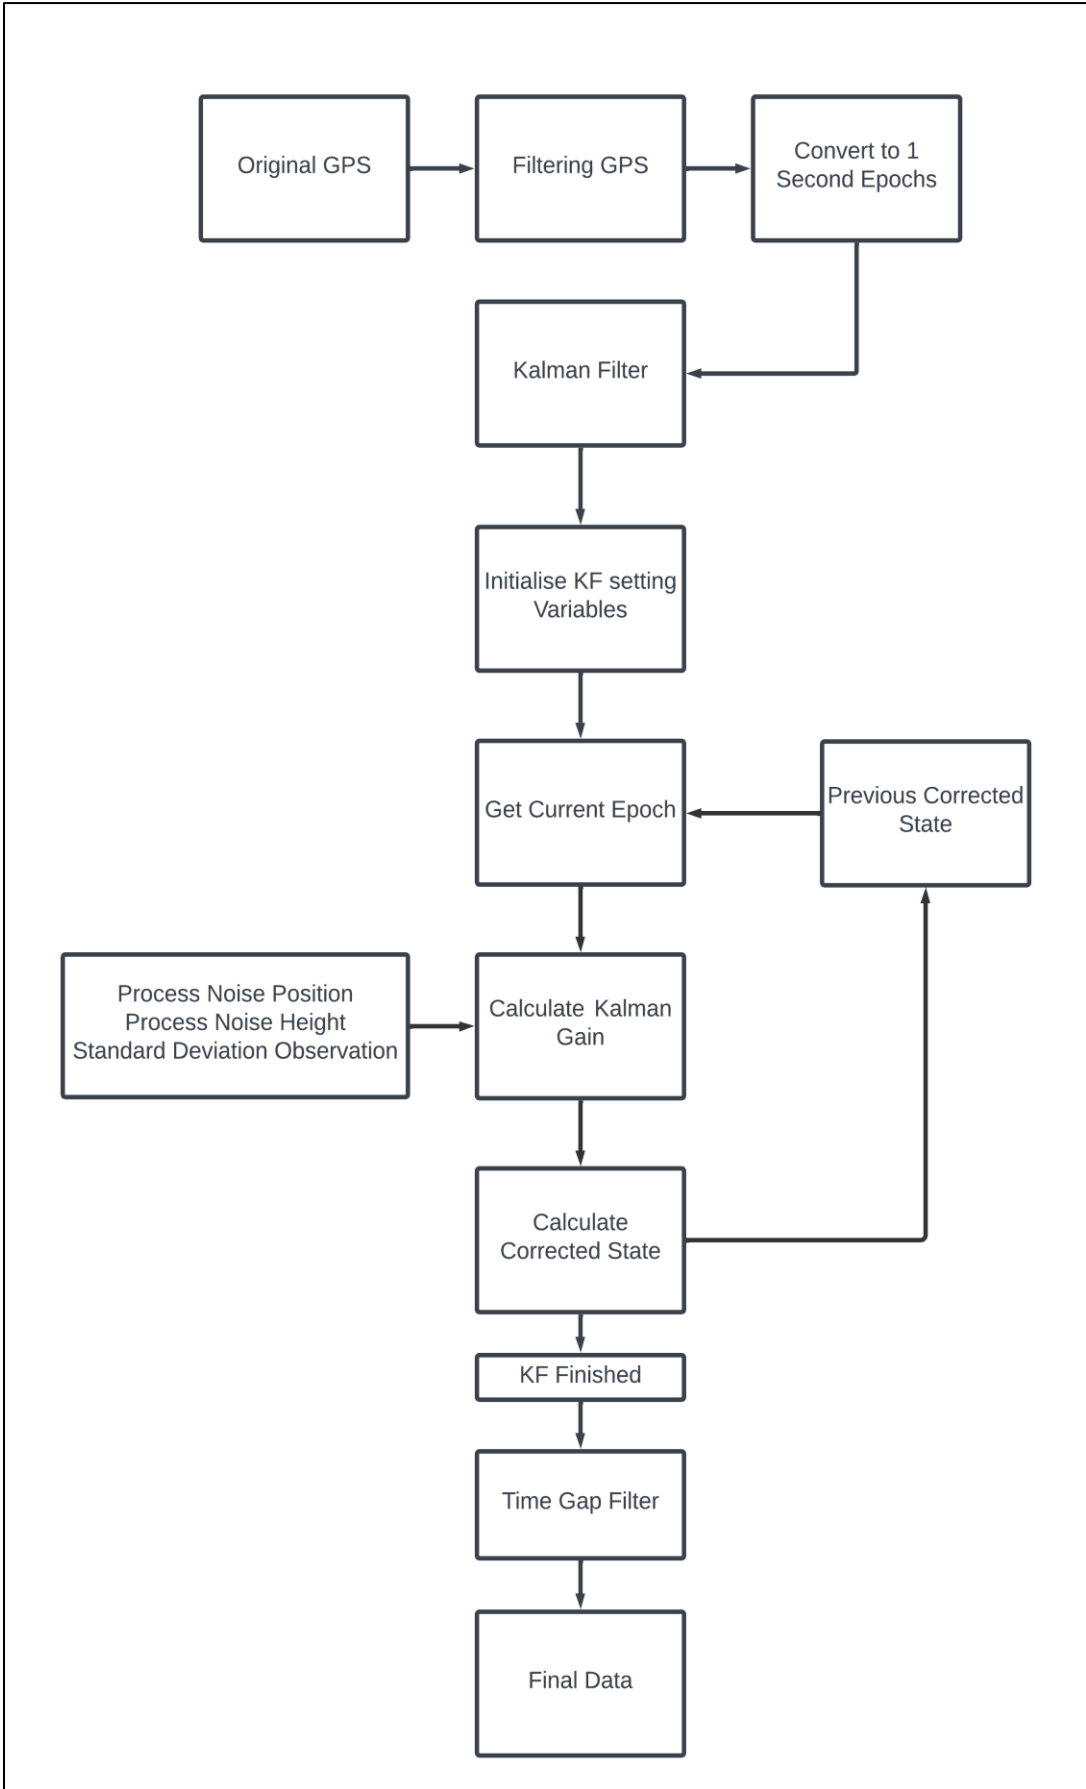 Original GPS
Filtering GPS
Convert to 1
Second Epochs
Kalman Filter
Initialise KF setting
Variables
Get Current Epoch
Previous Corrected
State
Process Noise Position
Process Noise Height
Standard Deviation Observation
Calculate Kalman
Gain
Calculate
Corrected State
KF Finished
Time Gap Filter
Final Data